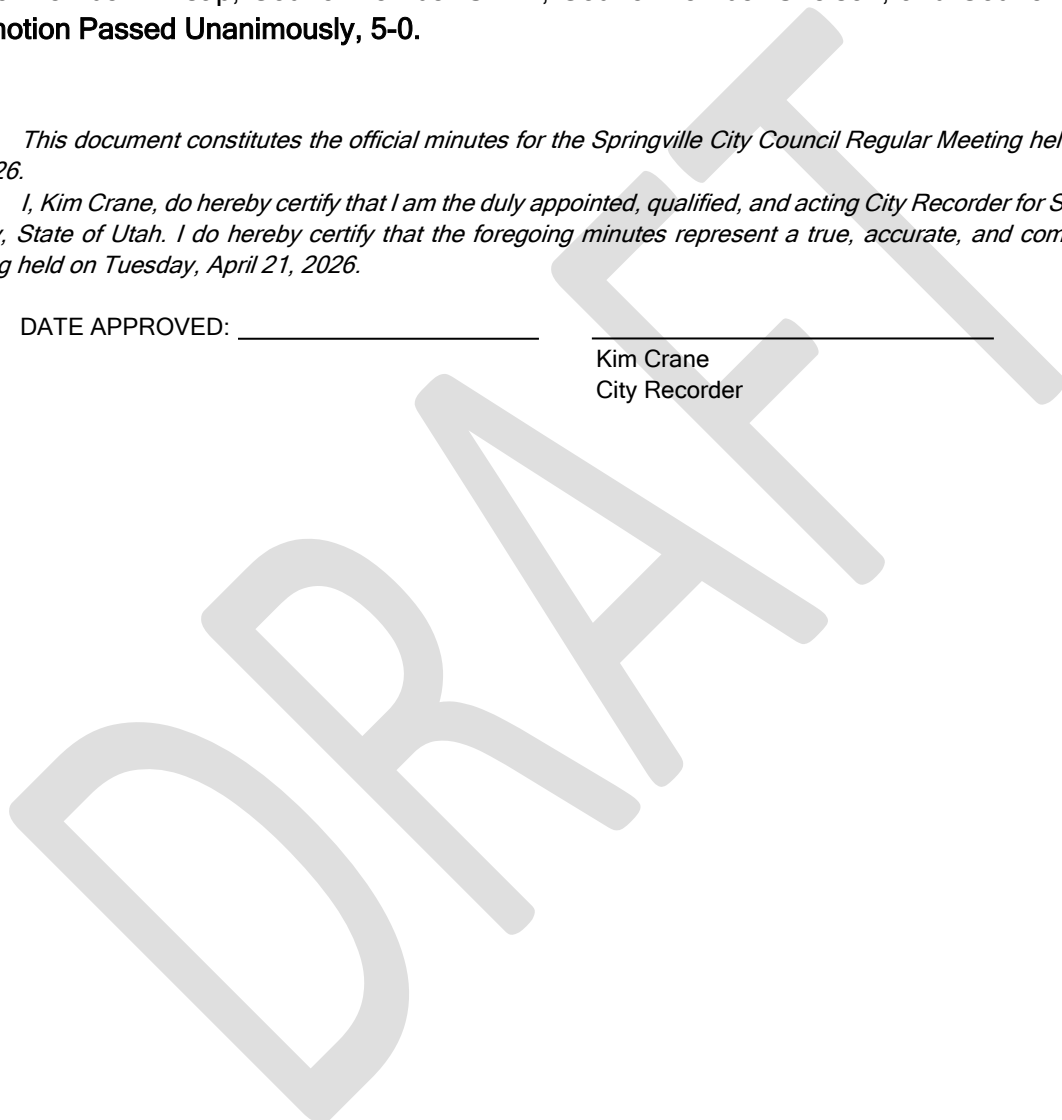 motion Passed Unanimously, 5-0.
This document constitutes the official minutes for the Springville City Council Regular Meeting
26.
I, Kim Crane, do hereby certify that I am the duly appointed, qualified, and acting City Recorder for
State of Utah. I do hereby certify that the foregoing minutes represent a true, accurate, and
held on Tuesday, April 21, 2026.
DATE APPROVED:
Kim Crane
City Recorder
DRAFT